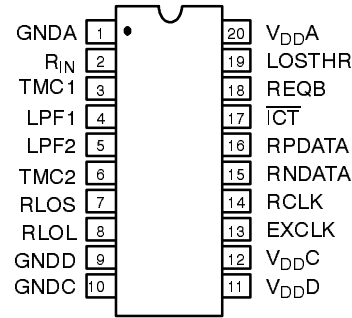 GNDA 1 20 VDDA
RIN 2 19 LOSTHR
TMC1 3 18 REQB
LPF1 4 17 ICT
LPF2 5 16 RPDATA
TMC2 6 15 RNDATA
RLOS 7 14 RCLK
RLOL 8 13 EXCLK
GNDD 9 12 VDDC
GNDC 10 11 VDDD